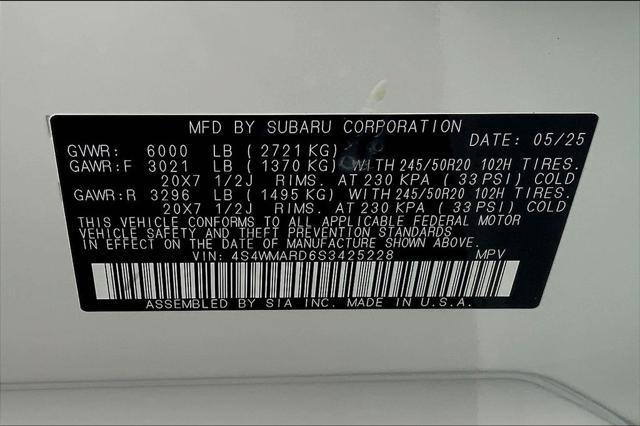 MFD BY SUBARU CORPORATION
DATE: 05/25
GVWR: 6000 LB (2721 KG)
GAWR:F 3021 LB (1370 KG) WITH 245/50R20 102H TIRES.
20X7 1/2J RIMS. AT 230 KPA (33 PSI) COLD
GAWR:R 3296 LB (1495 KG) WITH 245/50R20 102H TIRES.
20X7 1/2J RIMS. AT 230 KPA (33 PSI) COLD
THIS VEHICLE CONFORMS TO ALL APPLICABLE FEDERAL MOTOR
VEHICLE SAFETY AND THEFT PREVENTION STANDARDS
IN EFFECT ON THE DATE OF MANUFACTURE SHOWN ABOVE.
VIN: 4S4WMARD6S3425228 MPV
ASSEMBLED BY SIA INC. MADE IN U.S.A.